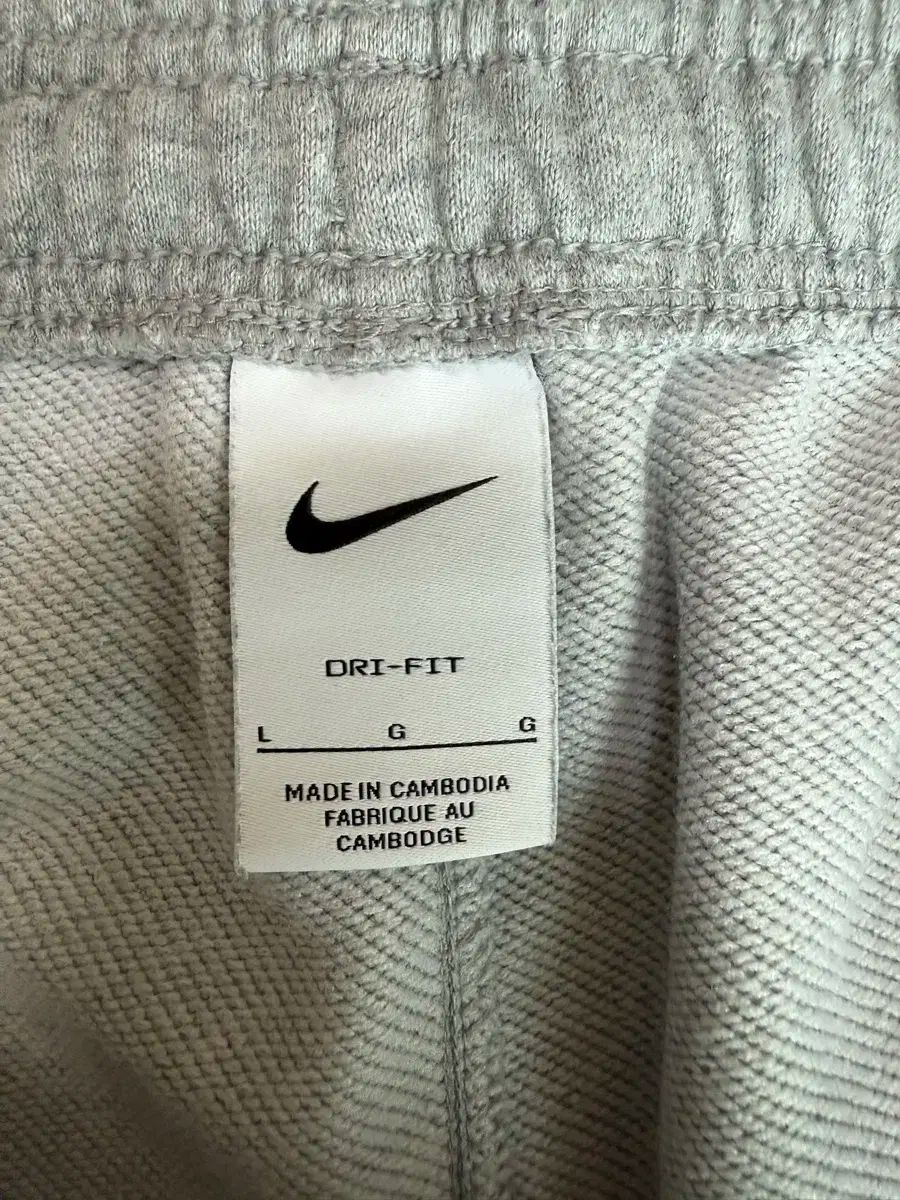 DRI-FIT
L G G
MADE IN CAMBODIA
FABRIQUE AU
CAMBODGE